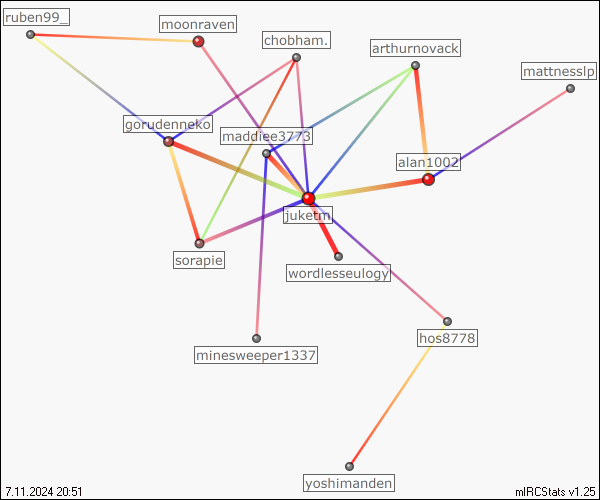 ruben99_
moonraven
chobham.
arthurnovack
mattnesslp
gorudenneko
maddiee3773
alan1002
juketm
sorapie
wordlesseulogy
hos8778
minesweeper1337
yoshimanden
7.11.2024 20:51
mIRCStats v1.25